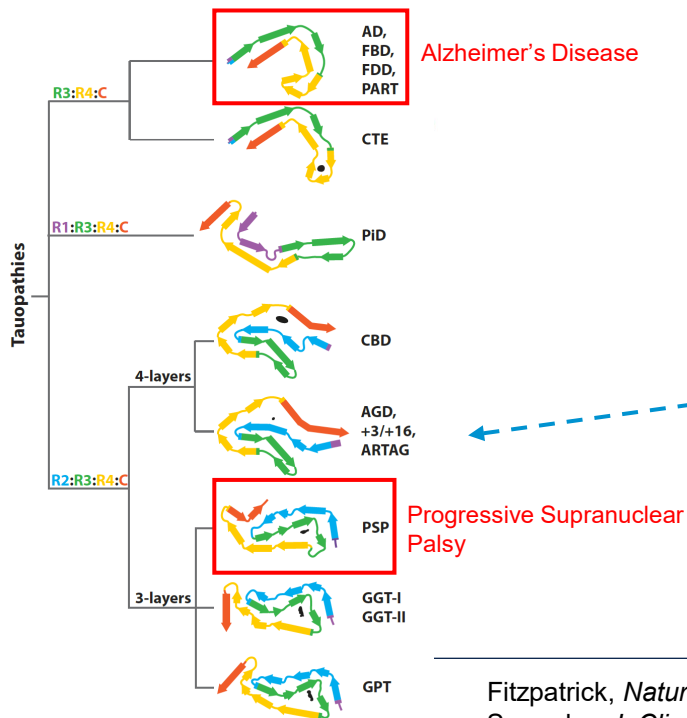 AD,
FBD,
FDD,
PART
Alzheimer's Disease
R3:R4:C
CTE
R1:R3:R4:C
PiD
Tauopathies
CBD
4-layers
AGD,
+3/+16,
ARTAG
R2:R3:R4:C
PSP
Progressive Supranuclear
Palsy
3-layers
GGT-I
GGT-II
GPT
Fitzpatrick,